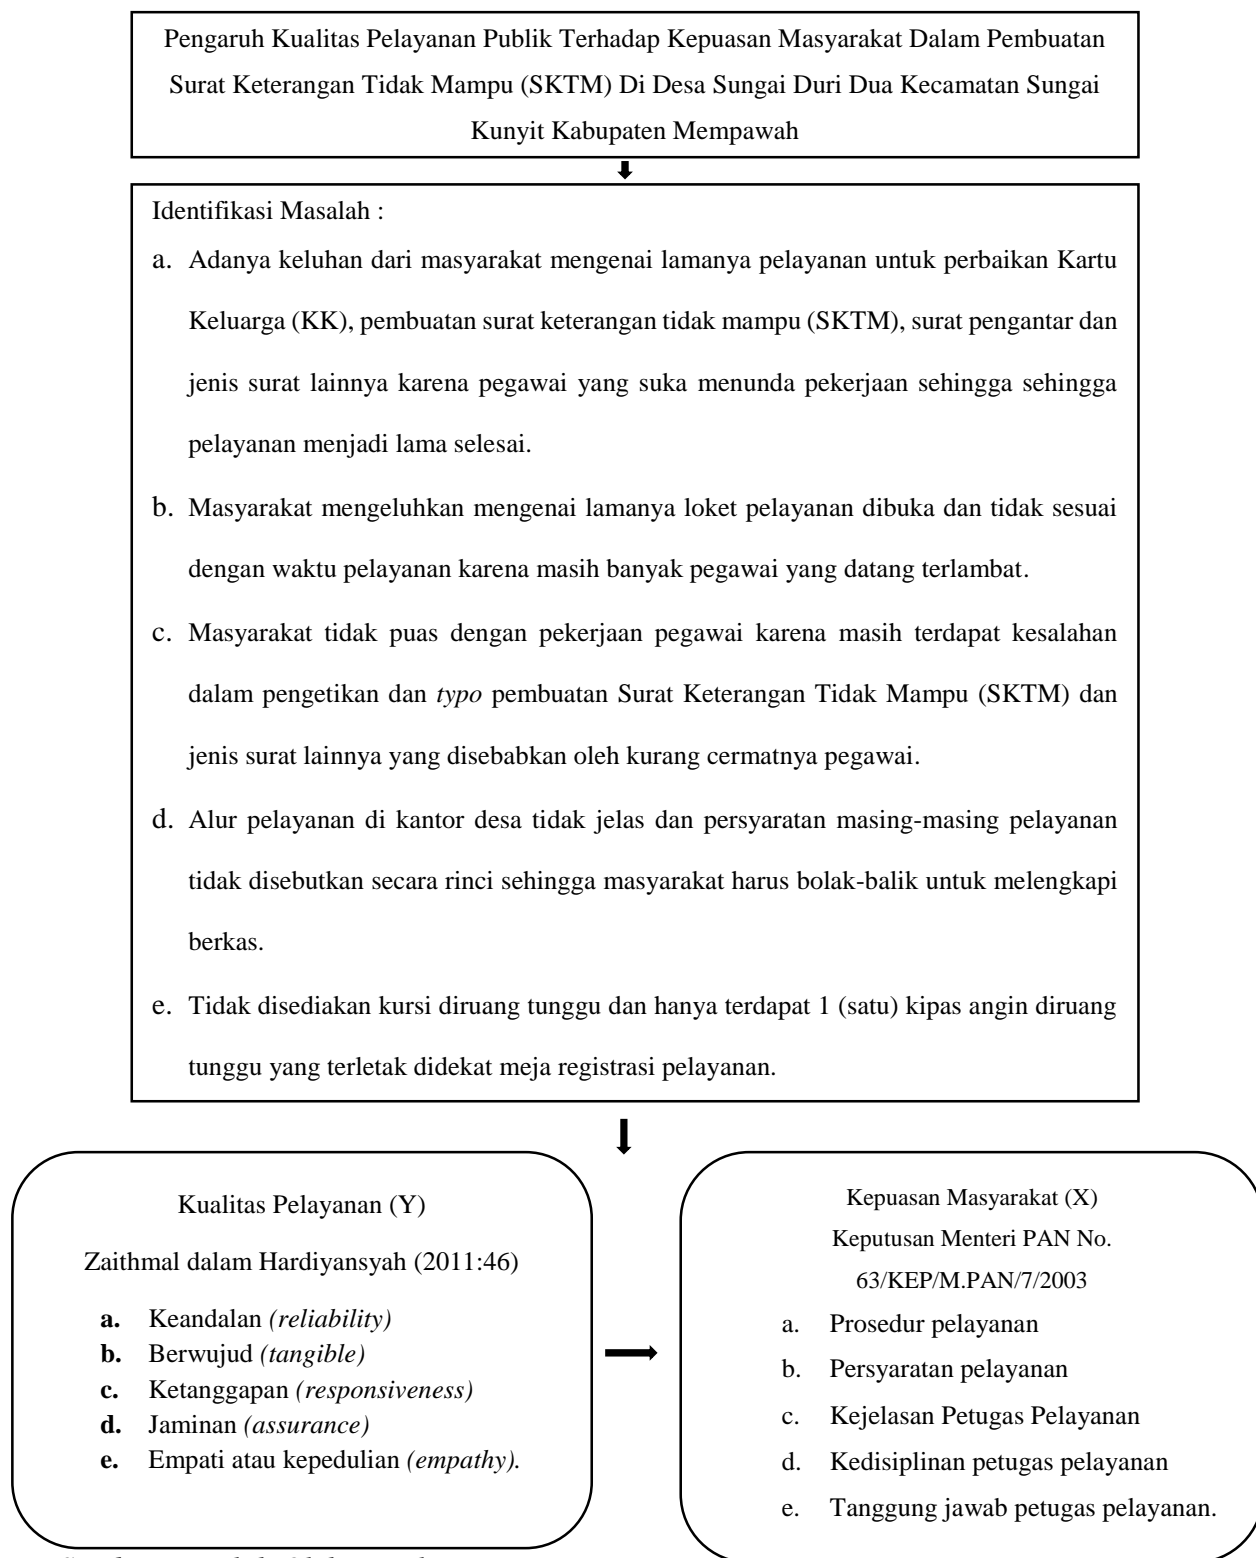 Pengaruh Kualitas Pelayanan Publik Terhadap Kepuasan Masyarakat Dalam Pembuatan
Surat Keterangan Tidak Mampu (SKTM) Di Desa Sungai Duri Dua Kecamatan Sungai
Kunyit Kabupaten Mempawah
Identifikasi Masalah :
a. Adanya keluhan dari masyarakat mengenai lamanya pelayanan untuk perbaikan Kartu
Keluarga (KK), pembuatan surat keterangan tidak mampu (SKTM), surat pengantar dan
jenis surat lainnya karena pegawai yang suka menunda pekerjaan sehingga sehingga
pelayanan menjadi lama selesai.
b. Masyarakat mengeluhkan mengenai lamanya loket pelayanan dibuka dan tidak sesuai
dengan waktu pelayanan karena masih banyak pegawai yang datang terlambat.
c. Masyarakat tidak puas dengan pekerjaan pegawai karena masih terdapat kesalahan
dalam pengetikan dan typo pembuatan Surat Keterangan Tidak Mampu (SKTM) dan
jenis surat lainnya yang disebabkan oleh kurang cermatnya pegawai.
d. Alur pelayanan di kantor desa tidak jelas dan persyaratan masing-masing pelayanan
tidak disebutkan secara rinci sehingga masyarakat harus bolak-balik untuk melengkapi
berkas.
e. Tidak disediakan kursi diruang tunggu dan hanya terdapat 1 (satu) kipas angin diruang
tunggu yang terletak didekat meja registrasi pelayanan.
Kualitas Pelayanan (Y)
Zaithmal dalam Hardiyansyah (2011:46)
a. Keandalan (reliability)
b. Berwujud (tangible)
c. Ketanggapan (responsiveness)
d. Jaminan (assurance)
e. Empati atau kepedulian (empathy).
Kepuasan Masyarakat (X)
Keputusan Menteri PAN No.
63/KEP/M.PAN/7/2003
a. Prosedur pelayanan
b. Persyaratan pelayanan
c. Kejelasan Petugas Pelayanan
d. Kedisiplinan petugas pelayanan
e. Tanggung jawab petugas pelayanan.